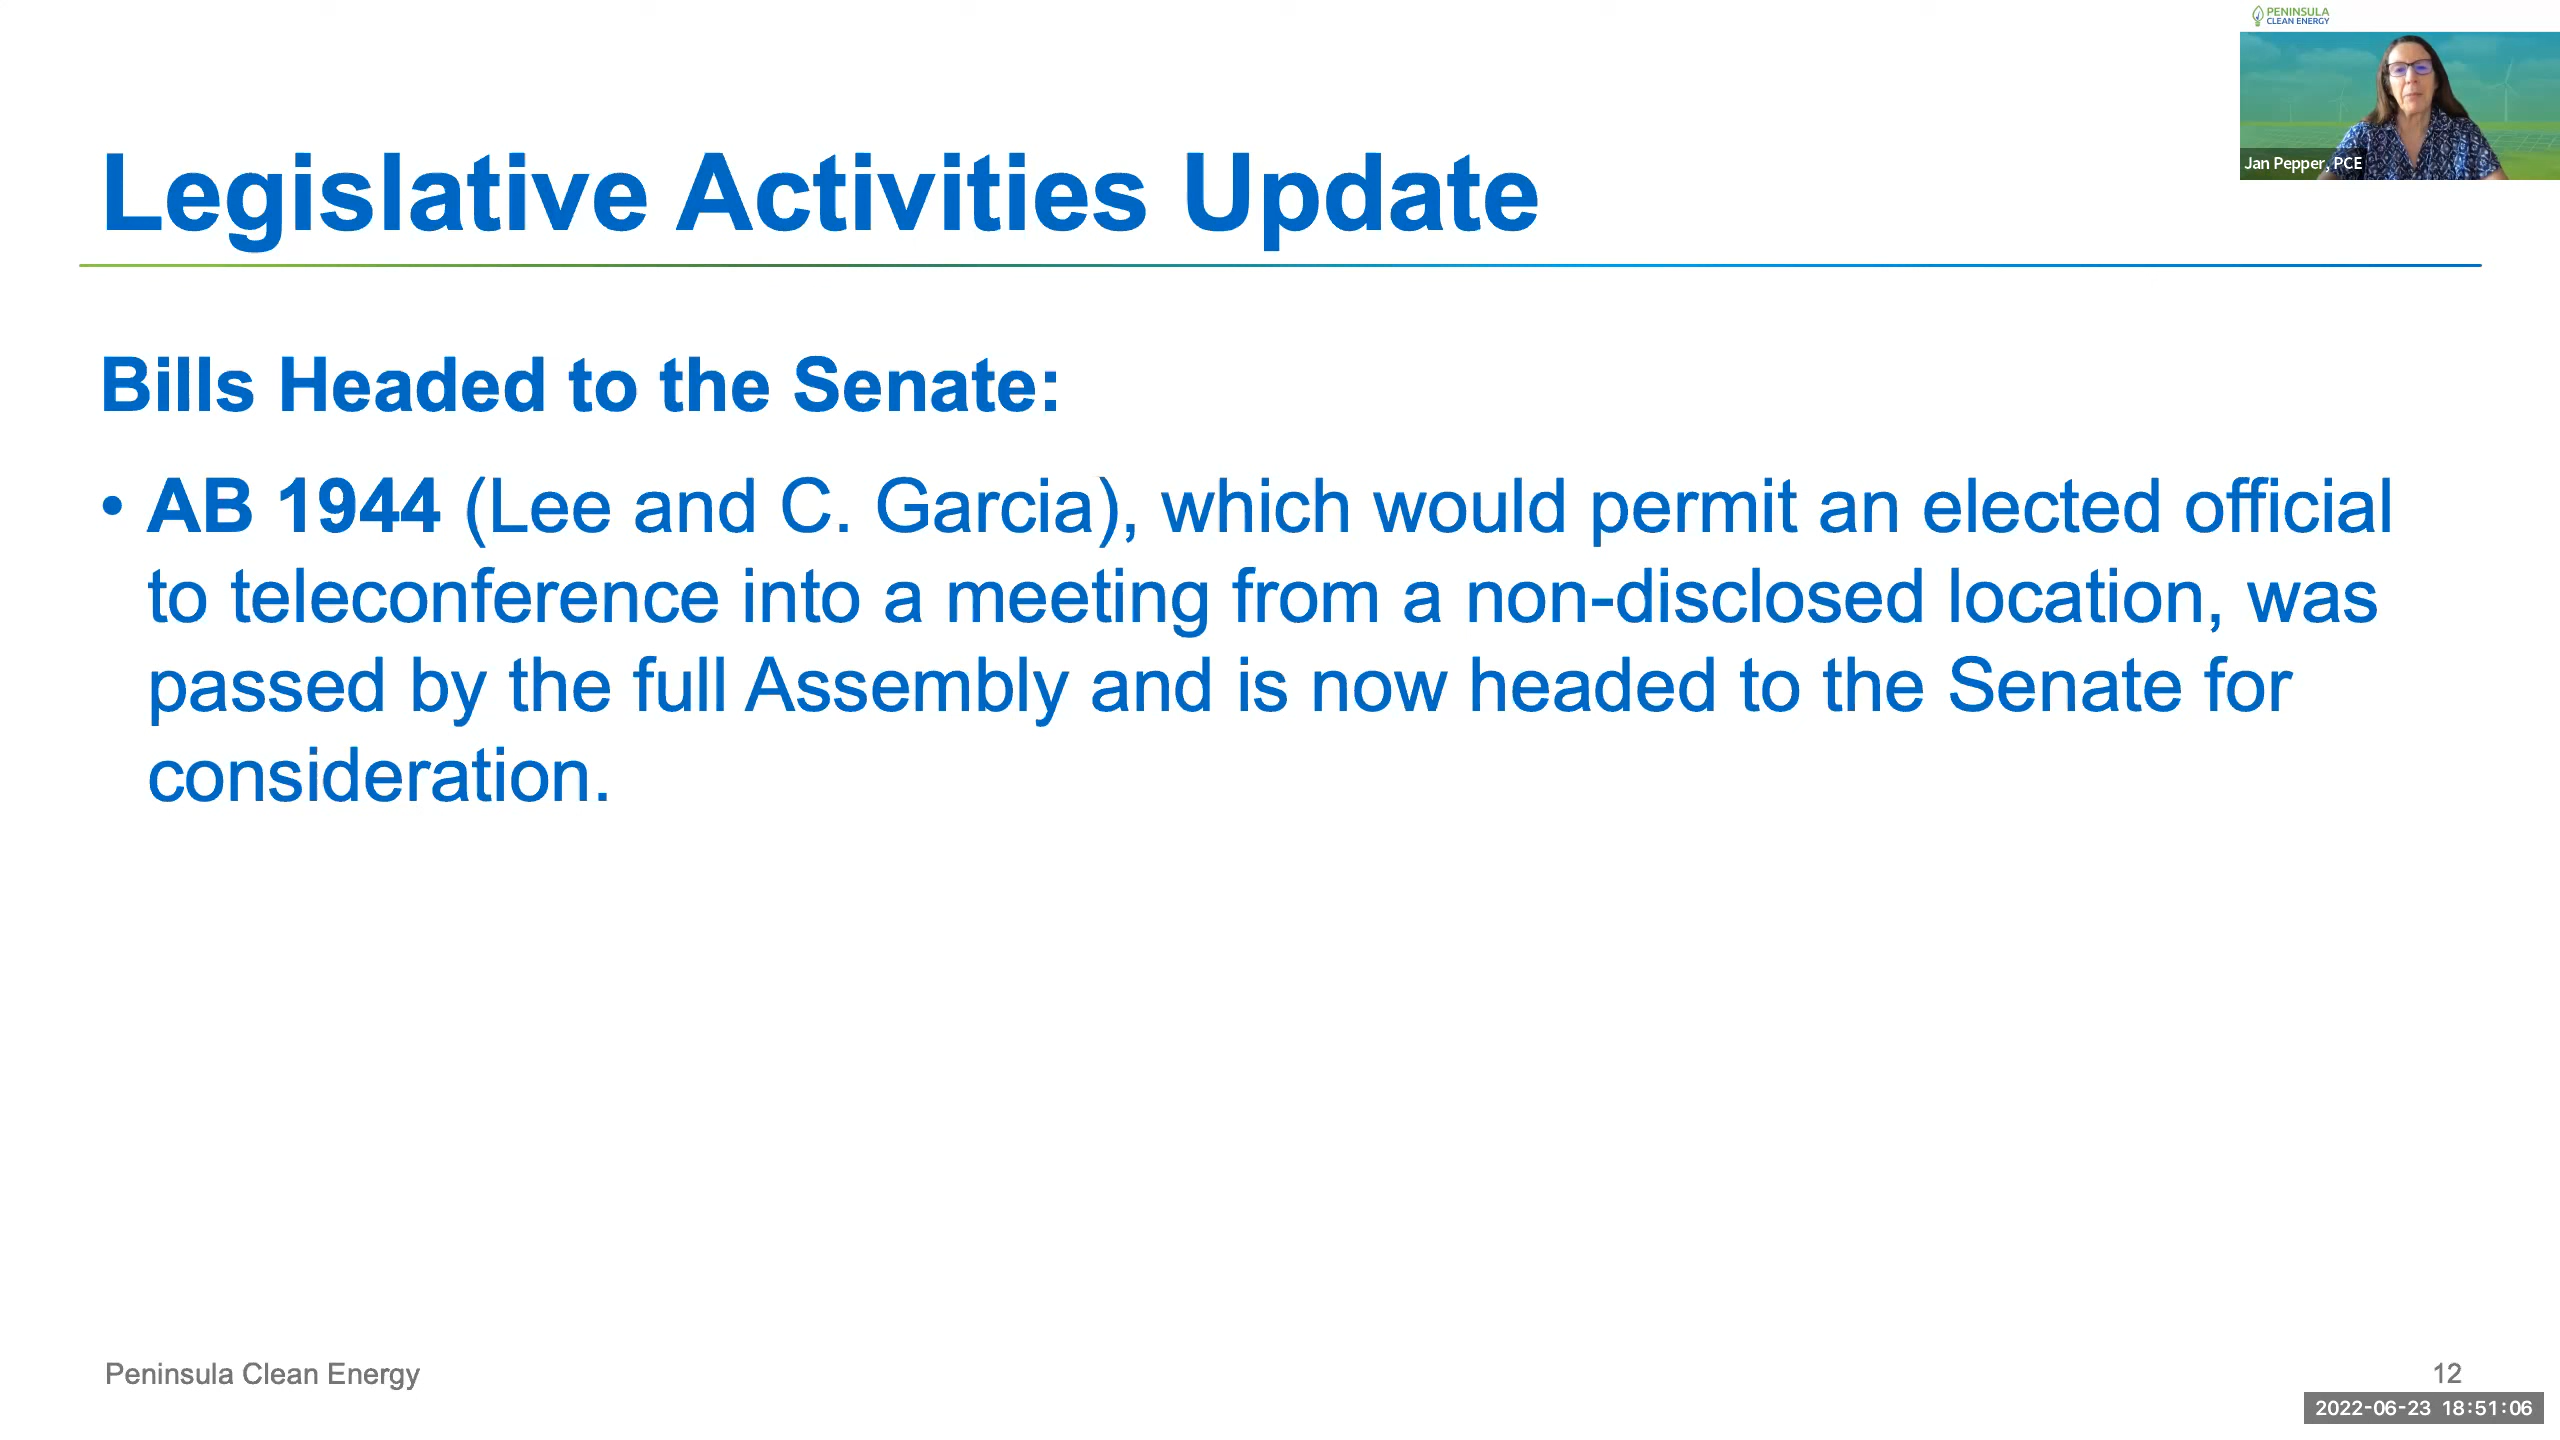 PENINSULA
CLEAN ENERGY
Jan Pepper, PCE
Legislative Activities Update
Bills Headed to the Senate:
• AB 1944 (Lee and C. Garcia), which would permit an elected official
to teleconference into a meeting from a non-disclosed location, was
passed by the full Assembly and is now headed to the Senate for
consideration.
Peninsula Clean Energy
12
2022-06-23 18:51:06